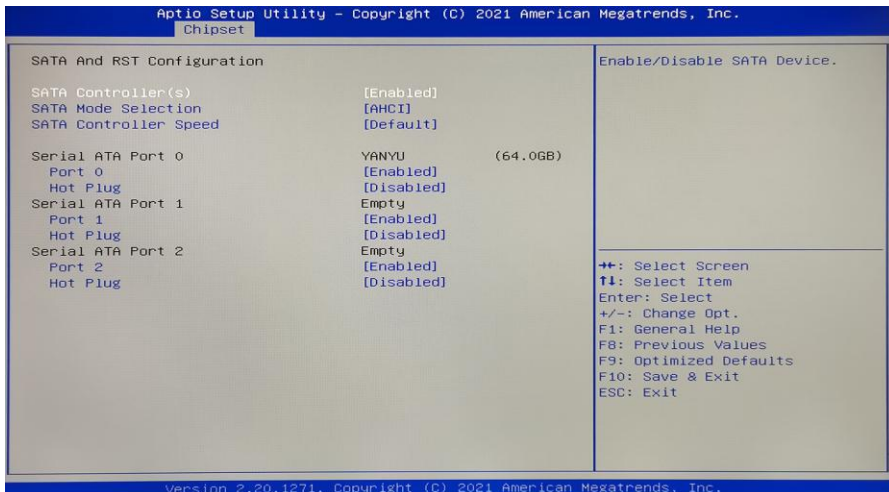 Aptio Setup Utility – Copyright (C) 2021 American Megatrends, Inc.
Chipset
SATA And RST Configuration
SATA Controller(s) [Enabled]
SATA Mode Selection [AHCI]
SATA Controller Speed [Default]
Serial ATA Port 0 YANYU (64.0GB)
Port 0 [Enabled]
Hot Plug [Disabled]
Serial ATA Port 1 Empty
Port 1 [Enabled]
Hot Plug [Disabled]
Serial ATA Port 2 Empty
Port 2 [Enabled]
Hot Plug [Disabled]
Enable/Disable SATA Device.
→←: Select Screen
↑↓: Select Item
Enter: Select
+/-: Change Opt.
F1: General Help
F8: Previous Values
F9: Optimized Defaults
F10: Save & Exit
ESC: Exit
Version 2.20.1271. Copyright (C) 2021 American Megatrends, Inc.